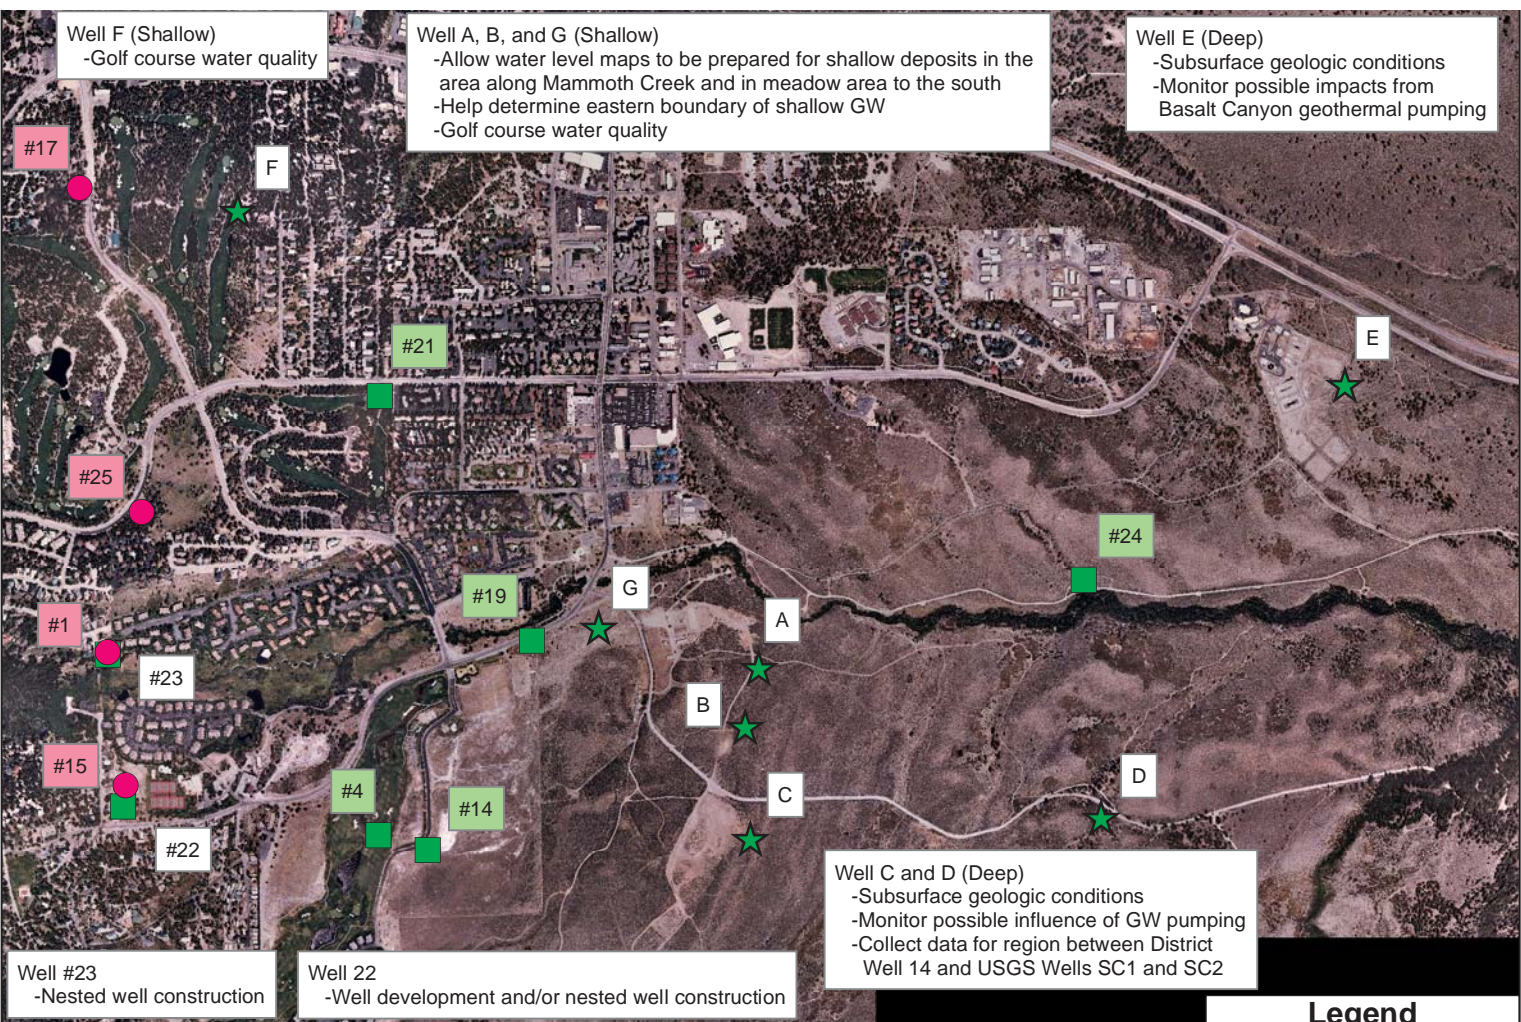 Well F (Shallow)
-Golf course water quality
Well A, B, and G (Shallow)
-Allow water level maps to be prepared for shallow deposits in the
area along Mammoth Creek and in meadow area to the south
-Help determine eastern boundary of shallow GW
-Golf course water quality
Well E (Deep)
-Subsurface geologic conditions
-Monitor possible impacts from
Basalt Canyon geothermal pumping
#17
F
#21
E
#25
#24
#19
G
#1
A
#23
B
#15
#4
#14
C
D
#22
Well C and D (Deep)
-Subsurface geologic conditions
-Monitor possible influence of GW pumping
-Collect data for region between District
Well 14 and USGS Wells SC1 and SC2
Well #23
-Nested well construction
Well 22
-Well development and/or nested well construction
Legend